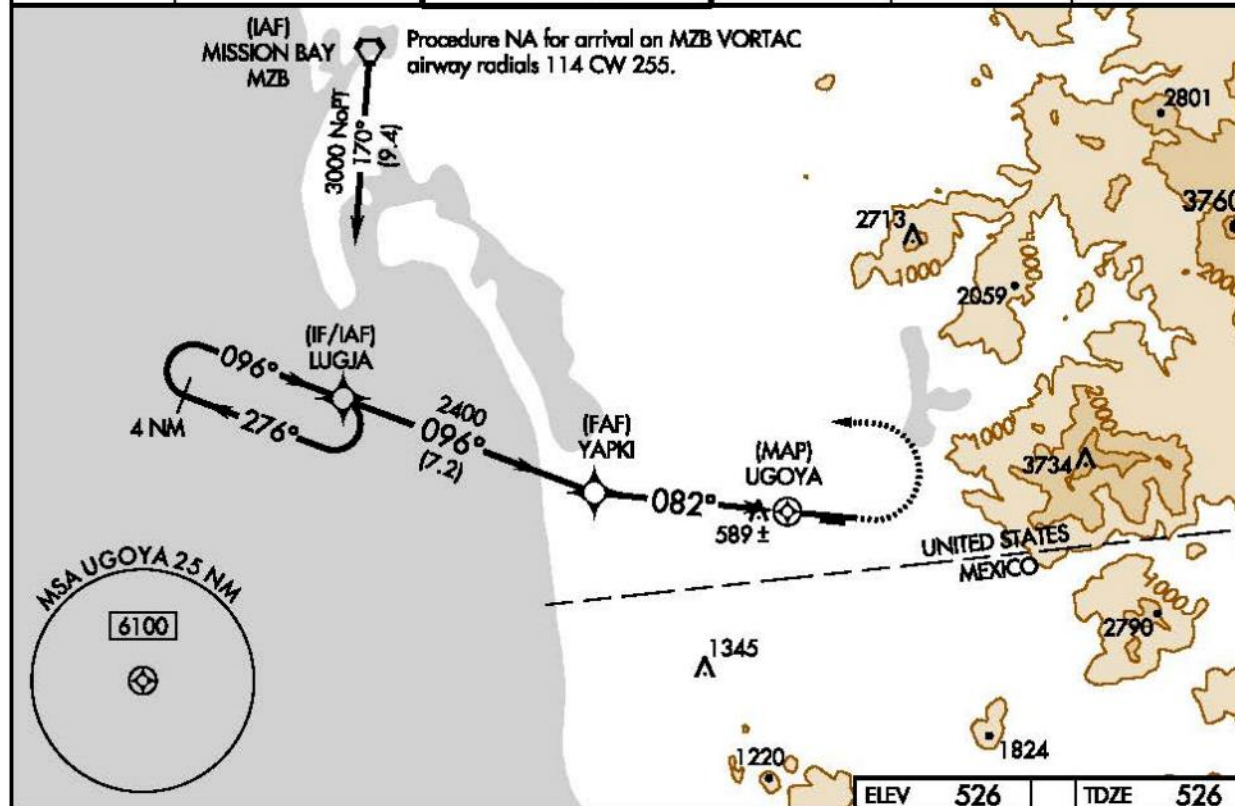 (IAF)
MISSION BAY
MZB
Procedure NA for arrival on MZB VORTAC
airway radials 114 CW 255.
3000 NoPT
170°
(9.4)
2801
3760
2713
1000
1000
2059
2000
(IF/IAF)
LUGJA
096°
4 NM
276°
2400
096°
(7.2)
(FAF)
YAPKI
082°
(MAP)
UGOYA
589 ±
1000
2000
3734
UNITED STATES
MEXICO
MSA UGOYA 25 NM
6100
1000
2790
1345
1824
1220
ELEV 526
TDZE 526